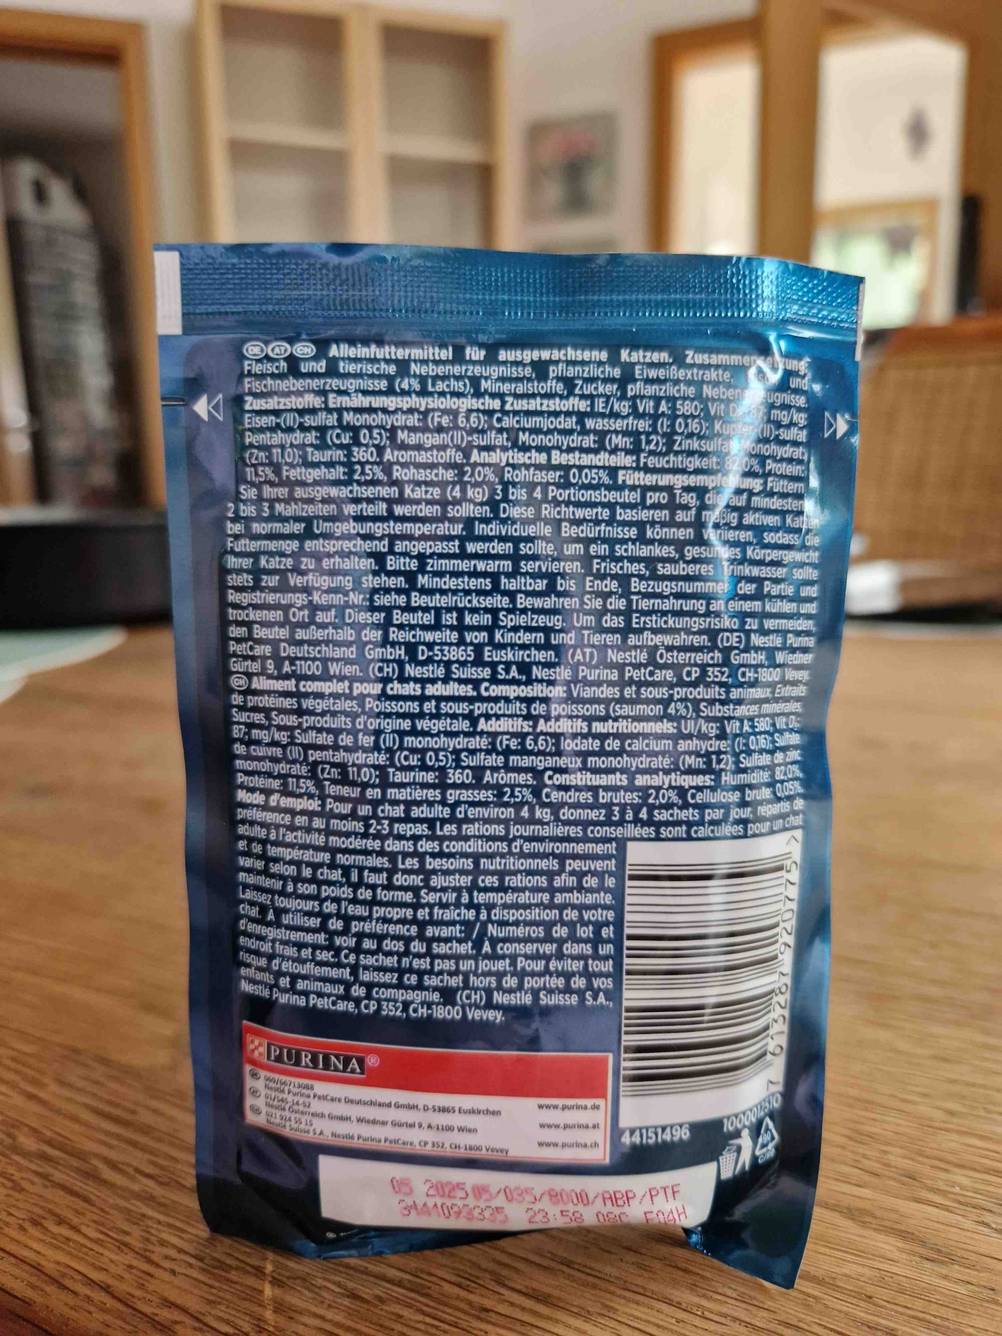 DE AT CH Alleinfuttermittel für ausgewachsene Katzen. Zusammensetzung:
Fleisch und tierische Nebenerzeugnisse, pflanzliche Eiweißextrakte, und
Fischnebenerzeugnisse (4% Lachs), Mineralstoffe, Zucker, pflanzliche Nebenerzeugnisse.
Zusatzstoffe: Ernährungsphysiologische Zusatzstoffe: IE/kg: Vit A: 580; Vit 87; mg/kg:
Eisen-(II)-sulfat Monohydrat: (Fe: 6,6); Calciumjodat, wasserfrei: (I: 0,16); Kupfer-(II)-sulfat
Pentahydrat: (Cu: 0,5); Mangan(II)-sulfat, Monohydrat: (Mn: 1,2); Zinksulfat, Monohydrat,
(Zn: 11,0); Taurin: 360. Aromastoffe. Analytische Bestandteile: Feuchtigkeit: 82,0%, Protein:
11,5%, Fettgehalt: 2,5%, Rohasche: 2,0%, Rohfaser: 0,05%. Fütterungsempfehlung: Füttern
Sie Ihrer ausgewachsenen Katze (4 kg) 3 bis 4 Portionsbeutel pro Tag, die auf mindestens
2 bis 3 Mahlzeiten verteilt werden sollten. Diese Richtwerte basieren auf mäßig aktiven Katzen
bei normaler Umgebungstemperatur. Individuelle Bedürfnisse können variieren, sodass die
Futtermenge entsprechend angepasst werden sollte, um ein schlankes, gesundes Körpergewicht
Ihrer Katze zu erhalten. Bitte zimmerwarm servieren. Frisches, sauberes Trinkwasser sollte
stets zur Verfügung stehen. Mindestens haltbar bis Ende, Bezugsnummer der Partie und
Registrierungs-Kenn-Nr.: siehe Beutelrückseite. Bewahren Sie die Tiernahrung an einem kühlen und
trockenen Ort auf. Dieser Beutel ist kein Spielzeug. Um das Erstickungsrisiko zu vermeiden,
den Beutel außerhalb der Reichweite von Kindern und Tieren aufbewahren. (DE) Nestlé Purina
PetCare Deutschland GmbH, D-53865 Euskirchen. (AT) Nestlé Österreich GmbH, Wiedner
Gürtel 9, A-1100 Wien. (CH) Nestlé Suisse S.A., Nestlé Purina PetCare, CP 352, CH-1800 Vevey.
CH Aliment complet pour chats adultes. Composition: Viandes et sous-produits animaux, Extraits
de protéines végétales, Poissons et sous-produits de poissons (saumon 4%), Substances minérales,
Sucres, Sous-produits d'origine végétale. Additifs: Additifs nutritionnels: UI/kg: Vit A: 580; Vit D₃:
87; mg/kg: Sulfate de fer (II) monohydraté: (Fe: 6,6); Iodate de calcium anhydre: (I: 0,16); Sulfate
de cuivre (II) pentahydraté: (Cu: 0,5); Sulfate manganeux monohydraté: (Mn: 1,2); Sulfate de zinc
monohydraté: (Zn: 11,0); Taurine: 360. Arômes. Constituants analytiques: Humidité: 82,0%,
Protéine: 11,5%, Teneur en matières grasses: 2,5%, Cendres brutes: 2,0%, Cellulose brute: 0,05%.
Mode d'emploi: Pour un chat adulte d'environ 4 kg, donnez 3 à 4 sachets par jour, répartis de
préférence en au moins 2-3 repas. Les rations journalières conseillées sont calculées pour un chat
adulte à l'activité modérée dans des conditions d'environnement
et de température normales. Les besoins nutritionnels peuvent
varier selon le chat, il faut donc ajuster ces rations afin de le
maintenir à son poids de forme. Servir à température ambiante.
Laissez toujours de l'eau propre et fraîche à disposition de votre
chat. A utiliser de préférence avant: / Numéros de lot et
d'enregistrement: voir au dos du sachet. À conserver dans un
endroit frais et sec. Ce sachet n'est pas un jouet. Pour éviter tout
risque d'étouffement, laissez ce sachet hors de portée de vos
enfants et animaux de compagnie. (CH) Nestlé Suisse S.A.,
Nestlé Purina PetCare, CP 352, CH-1800 Vevey.
7 613287 920775
PURINA®
069/66713088
Nestlé Purina PetCare Deutschland GmbH, D-53865 Euskirchen www.purina.de
01/546-14-52
Nestlé Österreich GmbH, Wiedner Gürtel 9, A-1100 Wien www.purina.at
021 924 55 15
Nestlé Suisse S.A., Nestlé Purina PetCare, CP 352, CH-1800 Vevey www.purina.ch
44151496
1000012510
05 2025 05/035/8000/ABP/PTF
3441093335 23:58 08C F04H